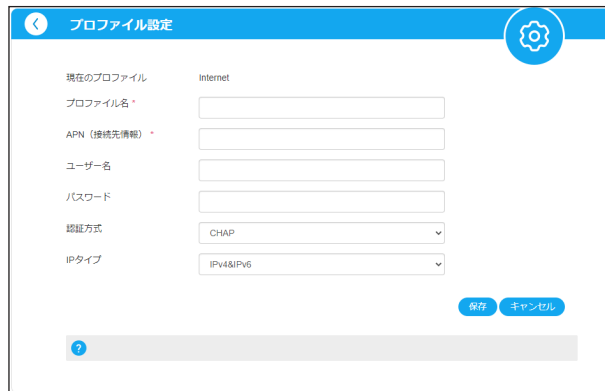 プロファイル設定
現在のプロファイル Internet
プロファイル名 *
APN（接続先情報） *
ユーザー名
パスワード
認証方式 CHAP
IPタイプ IPv4&IPv6
保存 キャンセル
?